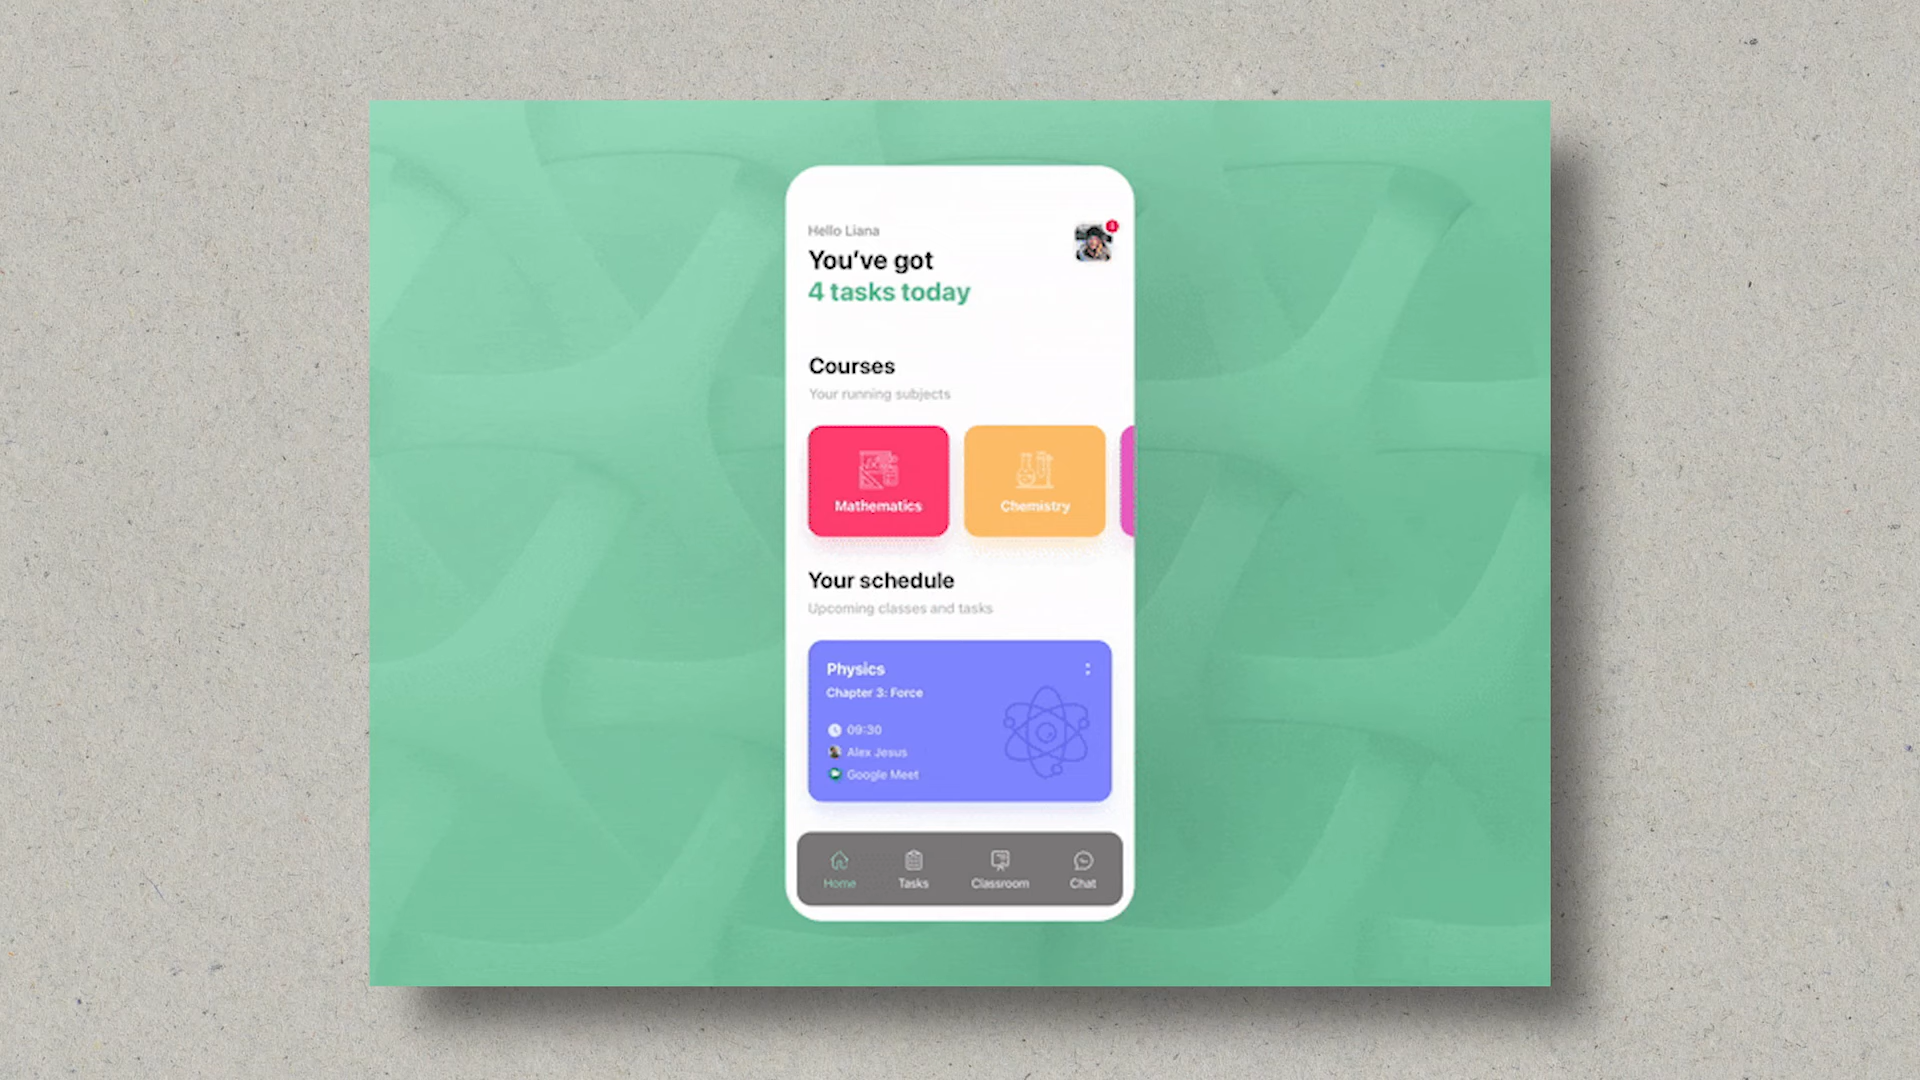 Hello Liana
You've got
4 tasks today
Courses
Your running subjects
Mathematics
Chemistry
Your schedule
Upcoming classes and tasks
Physics
Chapter 3: Force
09:30
Alex Jesus
Google Meet
Home Tasks Classroom Chat